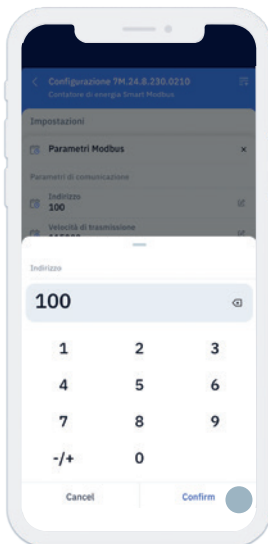 Configurazione 7M.24.8.230.0210
Contatore di energia Smart Modbus
Impostazioni
Parametri Modbus
Parametri di comunicazione
Indirizzo
100
Velocità di trasmissione
Indirizzo
100
1 2 3
4 5 6
7 8 9
-/+ 0
Cancel Confirm